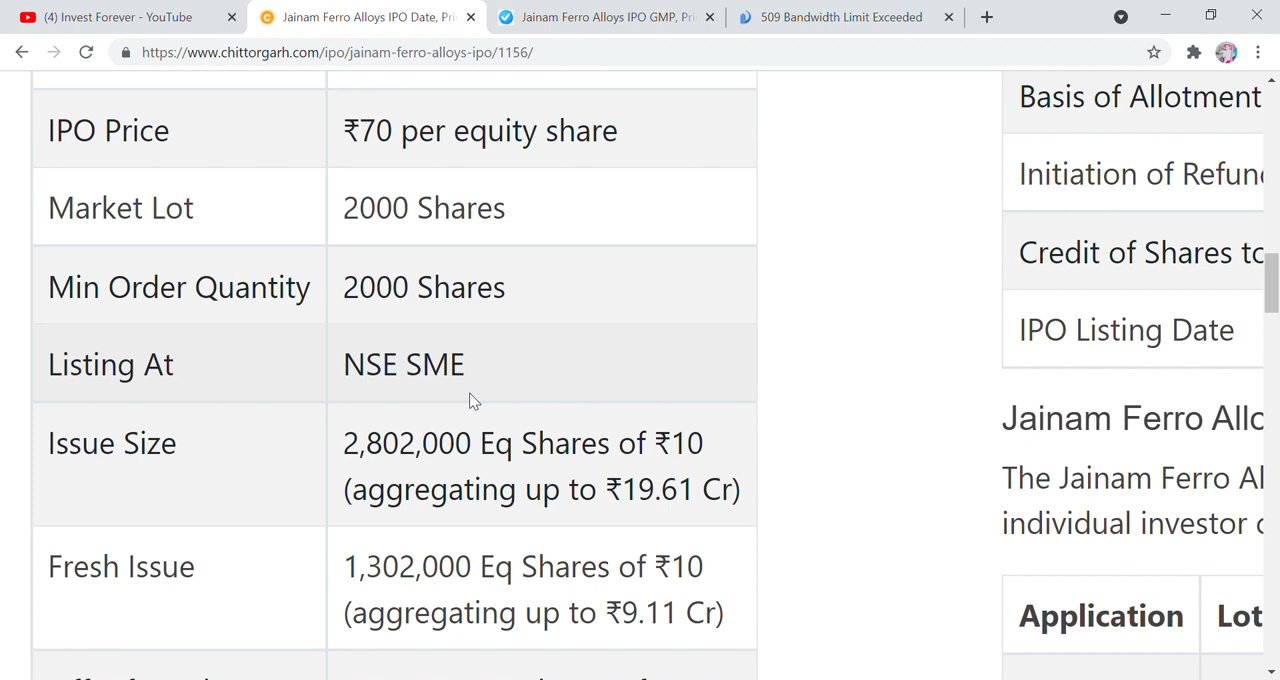 (4) Invest Forever - YouTube
Jainam Ferro Alloys IPO Date, Pri
Jainam Ferro Alloys IPO GMP, Pri
509 Bandwidth Limit Exceeded
https://www.chittorgarh.com/ipo/jainam-ferro-alloys-ipo/1156/
IPO Price
₹70 per equity share
Market Lot
2000 Shares
Min Order Quantity
2000 Shares
Listing At
NSE SME
Issue Size
2,802,000 Eq Shares of ₹10
(aggregating up to ₹19.61 Cr)
Fresh Issue
1,302,000 Eq Shares of ₹10
(aggregating up to ₹9.11 Cr)
Basis of Allotment
Initiation of Refun
Credit of Shares to
IPO Listing Date
Jainam Ferro Allo
The Jainam Ferro Al
individual investor
Application
Lot